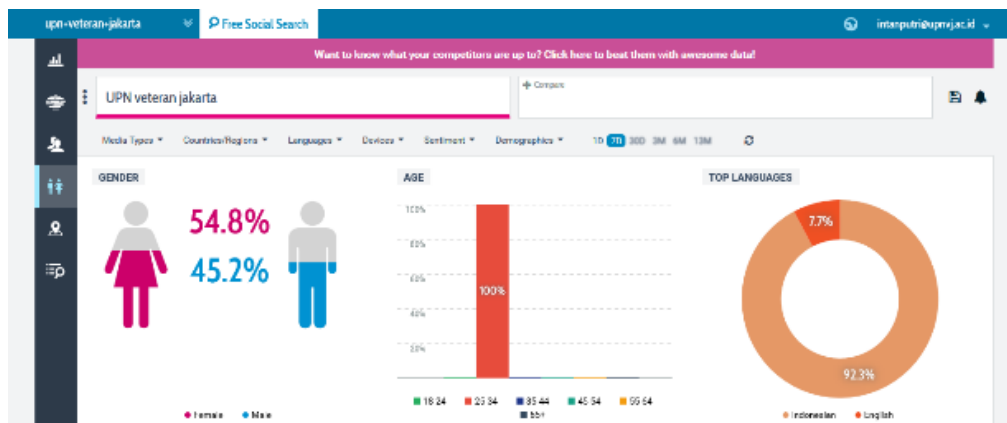 upn-veteran-jakarta
Free Social Search
intanputri@upnvj.ac.id
Want to know what your competitors are up to? Click here to beat them with awesome data!
UPN veteran jakarta
Compare
Media Types
Countries/Regions
Languages
Devices
Sentiment
Demographics
1D 7D 30D 3M 6M 13M
GENDER
54.8%
45.2%
Female Male
AGE
100%
80%
60%
40%
20%
100%
18-24 25-34 35-44 45-54 55-64
55+
TOP LANGUAGES
7.7%
92.3%
Indonesian English